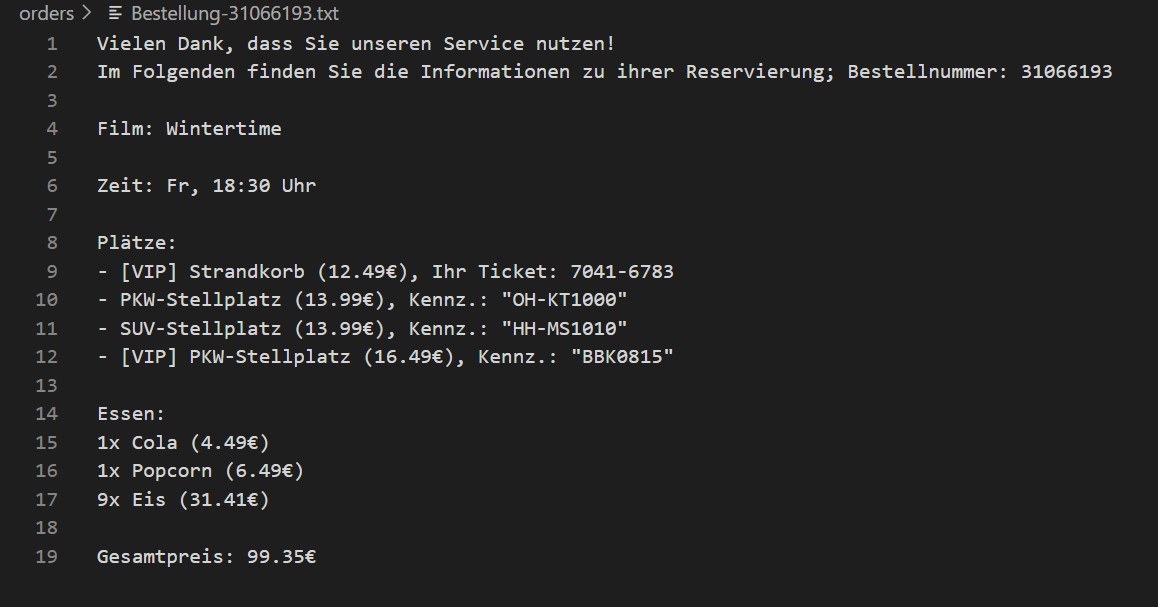 orders > Bestellung-31066193.txt
1 Vielen Dank, dass Sie unseren Service nutzen!
2 Im Folgenden finden Sie die Informationen zu ihrer Reservierung; Bestellnummer: 31066193
3
4 Film: Wintertime
5
6 Zeit: Fr, 18:30 Uhr
7
8 Plätze:
9 - [VIP] Strandkorb (12.49€), Ihr Ticket: 7041-6783
10 - PKW-Stellplatz (13.99€), Kennz.: "OH-KT1000"
11 - SUV-Stellplatz (13.99€), Kennz.: "HH-MS1010"
12 - [VIP] PKW-Stellplatz (16.49€), Kennz.: "BBK0815"
13
14 Essen:
15 1x Cola (4.49€)
16 1x Popcorn (6.49€)
17 9x Eis (31.41€)
18
19 Gesamtpreis: 99.35€